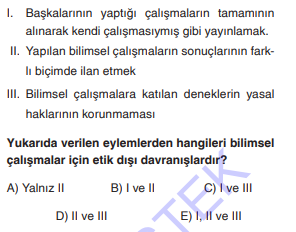 I. Başkalarının yaptığı çalışmaların tamamının
alınarak kendi çalışmasıymış gibi yayınlamak.
II. Yapılan bilimsel çalışmaların sonuçlarının fark-
lı biçimde ilan etmek
III. Bilimsel çalışmalara katılan deneklerin yasal
haklarının korunmaması
Yukarıda verilen eylemlerden hangileri bilimsel
çalışmalar için etik dışı davranışlardır?
A) Yalnız II B) I ve II C) I ve III
D) II ve III E) I, II ve III